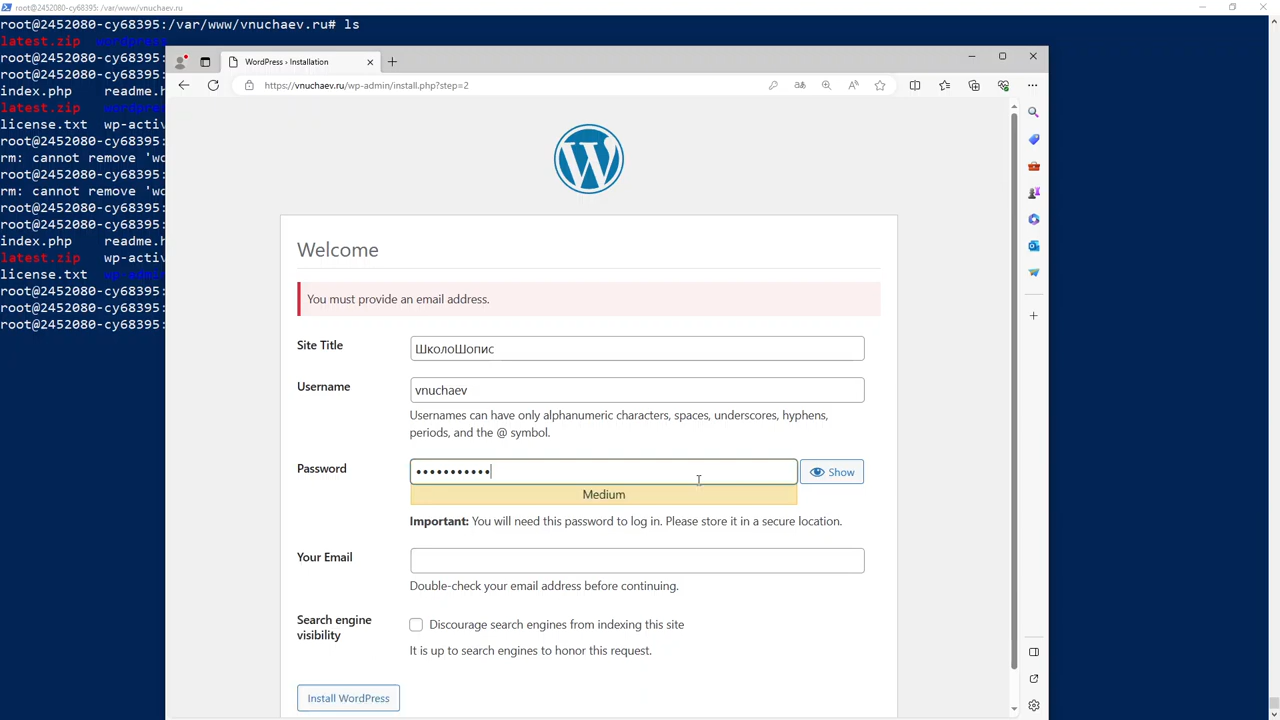 root@2452080-cy68395: /var/www/vnuchaev.ru
root@2452080-cy68395:/var/www/vnuchaev.ru# ls
latest.zip wordpress
root@2452080-cy68395:
root@2452080-cy68395:
index.php readme.h
latest.zip wordpre
license.txt wp-activ
root@2452080-cy68395:
rm: cannot remove 'wo
root@2452080-cy68395:
rm: cannot remove 'wo
root@2452080-cy68395:
root@2452080-cy68395:
index.php readme.h
latest.zip wp-activ
license.txt wp-admin
root@2452080-cy68395:
root@2452080-cy68395:
root@2452080-cy68395:
WordPress › Installation
https://vnuchaev.ru/wp-admin/install.php?step=2
Welcome
You must provide an email address.
Site Title
ШколоШопис
Username
vnuchaev
Usernames can have only alphanumeric characters, spaces, underscores, hyphens,
periods, and the @ symbol.
Password
•••••••••••
Show
Medium
Important: You will need this password to log in. Please store it in a secure location.
Your Email
Double-check your email address before continuing.
Search engine
visibility
Discourage search engines from indexing this site
It is up to search engines to honor this request.
Install WordPress